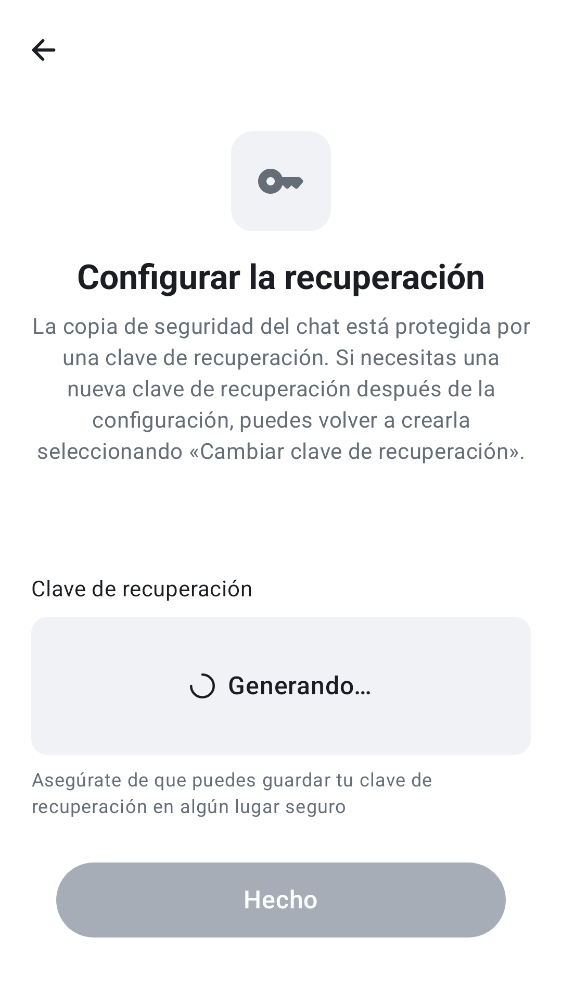 Configurar la recuperación
La copia de seguridad del chat está protegida por
una clave de recuperación. Si necesitas una
nueva clave de recuperación después de la
configuración, puedes volver a crearla
seleccionando «Cambiar clave de recuperación».
Clave de recuperación
Generando…
Asegúrate de que puedes guardar tu clave de
recuperación en algún lugar seguro
Hecho